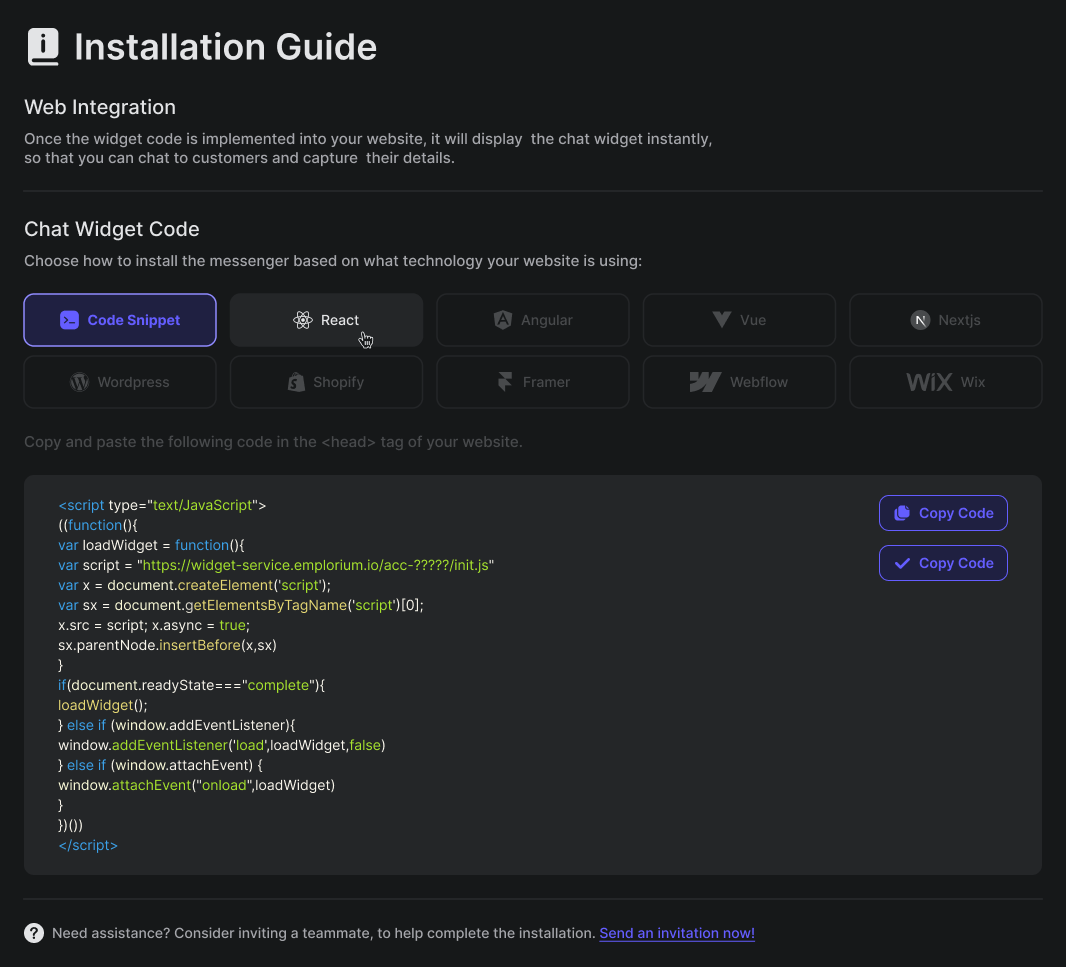 Installation Guide
Web Integration
Once the widget code is implemented into your website, it will display  the chat widget instantly,
so that you can chat to customers and capture  their details.
Chat Widget Code
Choose how to install the messenger based on what technology your website is using:
Code Snippet
React
Angular
Vue
Nextjs
Wordpress
Shopify
Framer
Webflow
WiX Wix
Copy and paste the following code in the <head> tag of your website.
<script type="text/JavaScript">
((function(){
var loadWidget = function(){
var script = "https://widget-service.emplorium.io/acc-?????/init.js"
var x = document.createElement('script');
var sx = document.getElementsByTagName('script')[0];
x.src = script; x.async = true;
sx.parentNode.insertBefore(x,sx)
}
if(document.readyState==="complete"){
loadWidget();
} else if (window.addEventListener){
window.addEventListener('load',loadWidget,false)
} else if (window.attachEvent) {
window.attachEvent("onload",loadWidget)
}
})())
</script>
Copy Code
Copy Code
Need assistance? Consider inviting a teammate, to help complete the installation. Send an invitation now!